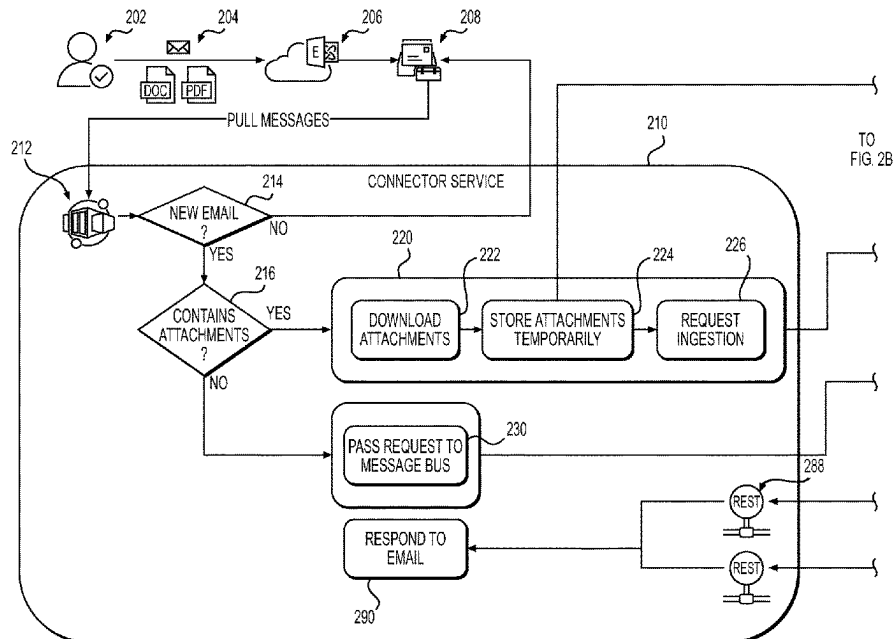 202
204
206
208
E
DOC
PDF
PULL MESSAGES
TO
FIG. 2B
210
212
CONNECTOR SERVICE
214
NEW EMAIL
?
NO
YES
216
CONTAINS
ATTACHMENTS
?
YES
NO
220
222
224
226
DOWNLOAD
ATTACHMENTS
STORE ATTACHMENTS
TEMPORARILY
REQUEST
INGESTION
230
PASS REQUEST TO
MESSAGE BUS
288
REST
RESPOND TO
EMAIL
REST
290